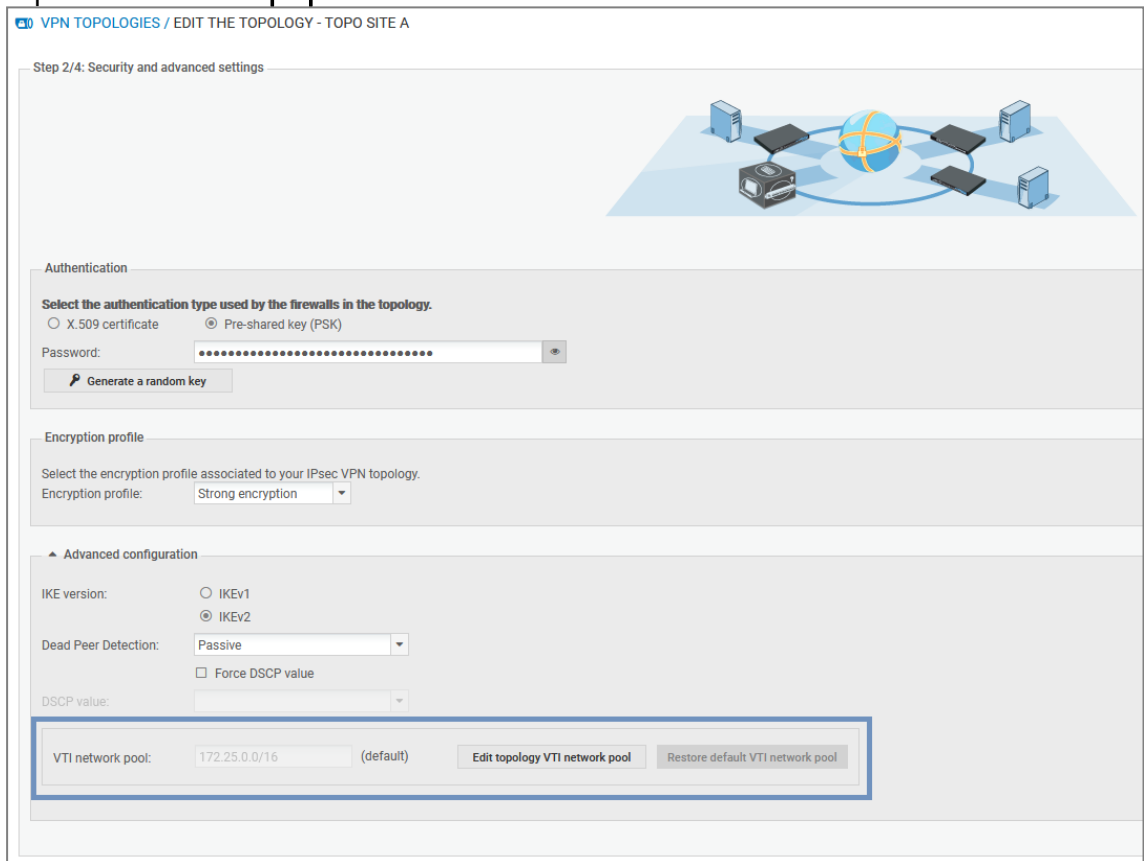 VPN TOPOLOGIES / EDIT THE TOPOLOGY - TOPO SITE A
Step 2/4: Security and advanced settings
Authentication
Select the authentication type used by the firewalls in the topology.
X.509 certificate Pre-shared key (PSK)
Password: ••••••••••••••••••••••••••••••••
Generate a random key
Encryption profile
Select the encryption profile associated to your IPsec VPN topology.
Encryption profile: Strong encryption
Advanced configuration
IKE version: IKEv1
IKEv2
Dead Peer Detection: Passive
Force DSCP value
DSCP value:
VTI network pool: 172.25.0.0/16 (default) Edit topology VTI network pool Restore default VTI network pool